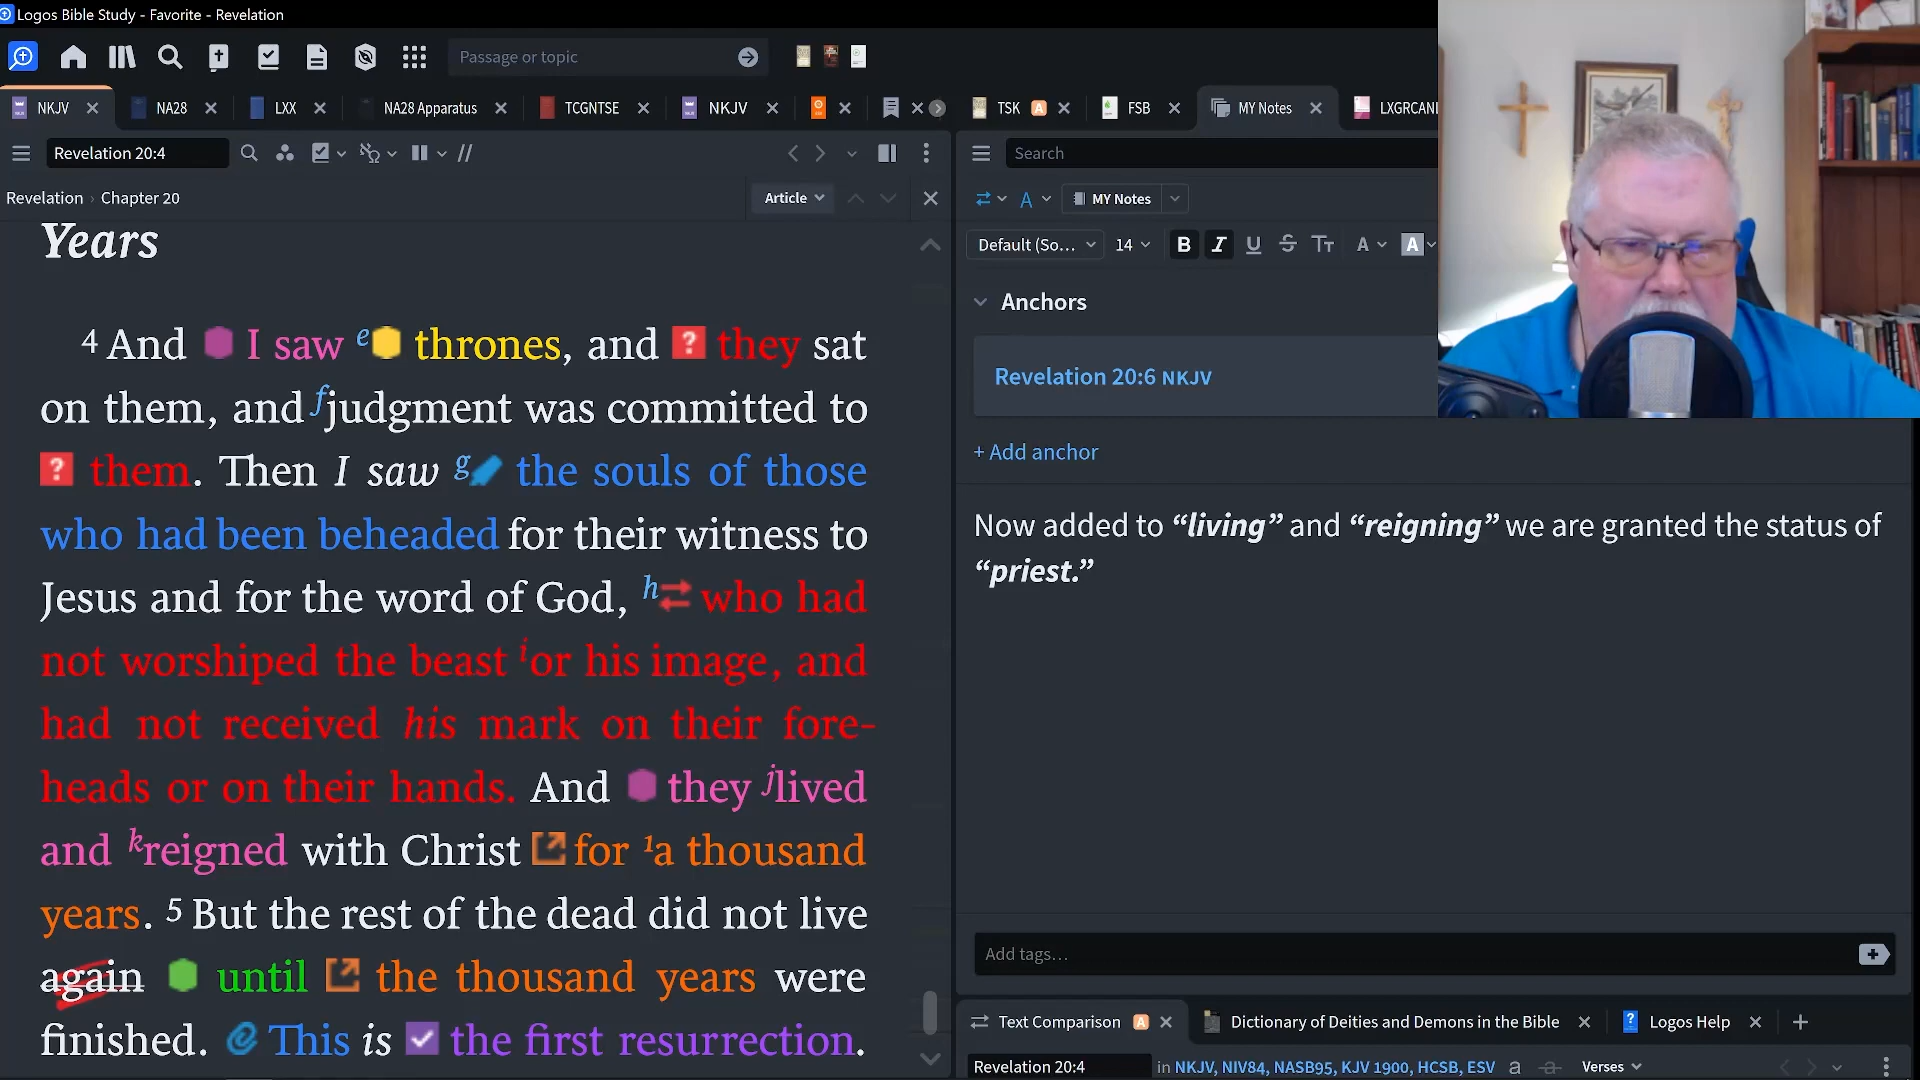 Logos Bible Study - Favorite - Revelation
Passage or topic
NKJV
NA28
LXX
NA28 Apparatus
TCGNTSE
NKJV
TSK A
FSB
MY Notes
LXGRCANI
Revelation 20:4
Search
Revelation › Chapter 20
Article
A
MY Notes
Default (So...
14
B I U S Tт A A
Years
Anchors
Revelation 20:6 NKJV
+ Add anchor
4 And I saw e thrones, and ? they sat
on them, and f judgment was committed to
? them. Then I saw g the souls of those
who had been beheaded for their witness to
Jesus and for the word of God, h who had
not worshiped the beast i or his image, and
had not received his mark on their fore-
heads or on their hands. And they j lived
and k reigned with Christ for 1 a thousand
years. 5 But the rest of the dead did not live
again until the thousand years were
finished. This is the first resurrection.
Now added to “living” and “reigning” we are granted the status of
“priest.”
Add tags...
Text Comparison A
Dictionary of Deities and Demons in the Bible
Logos Help
Revelation 20:4 in NKJV, NIV84, NASB95, KJV 1900, HCSB, ESV a a Verses